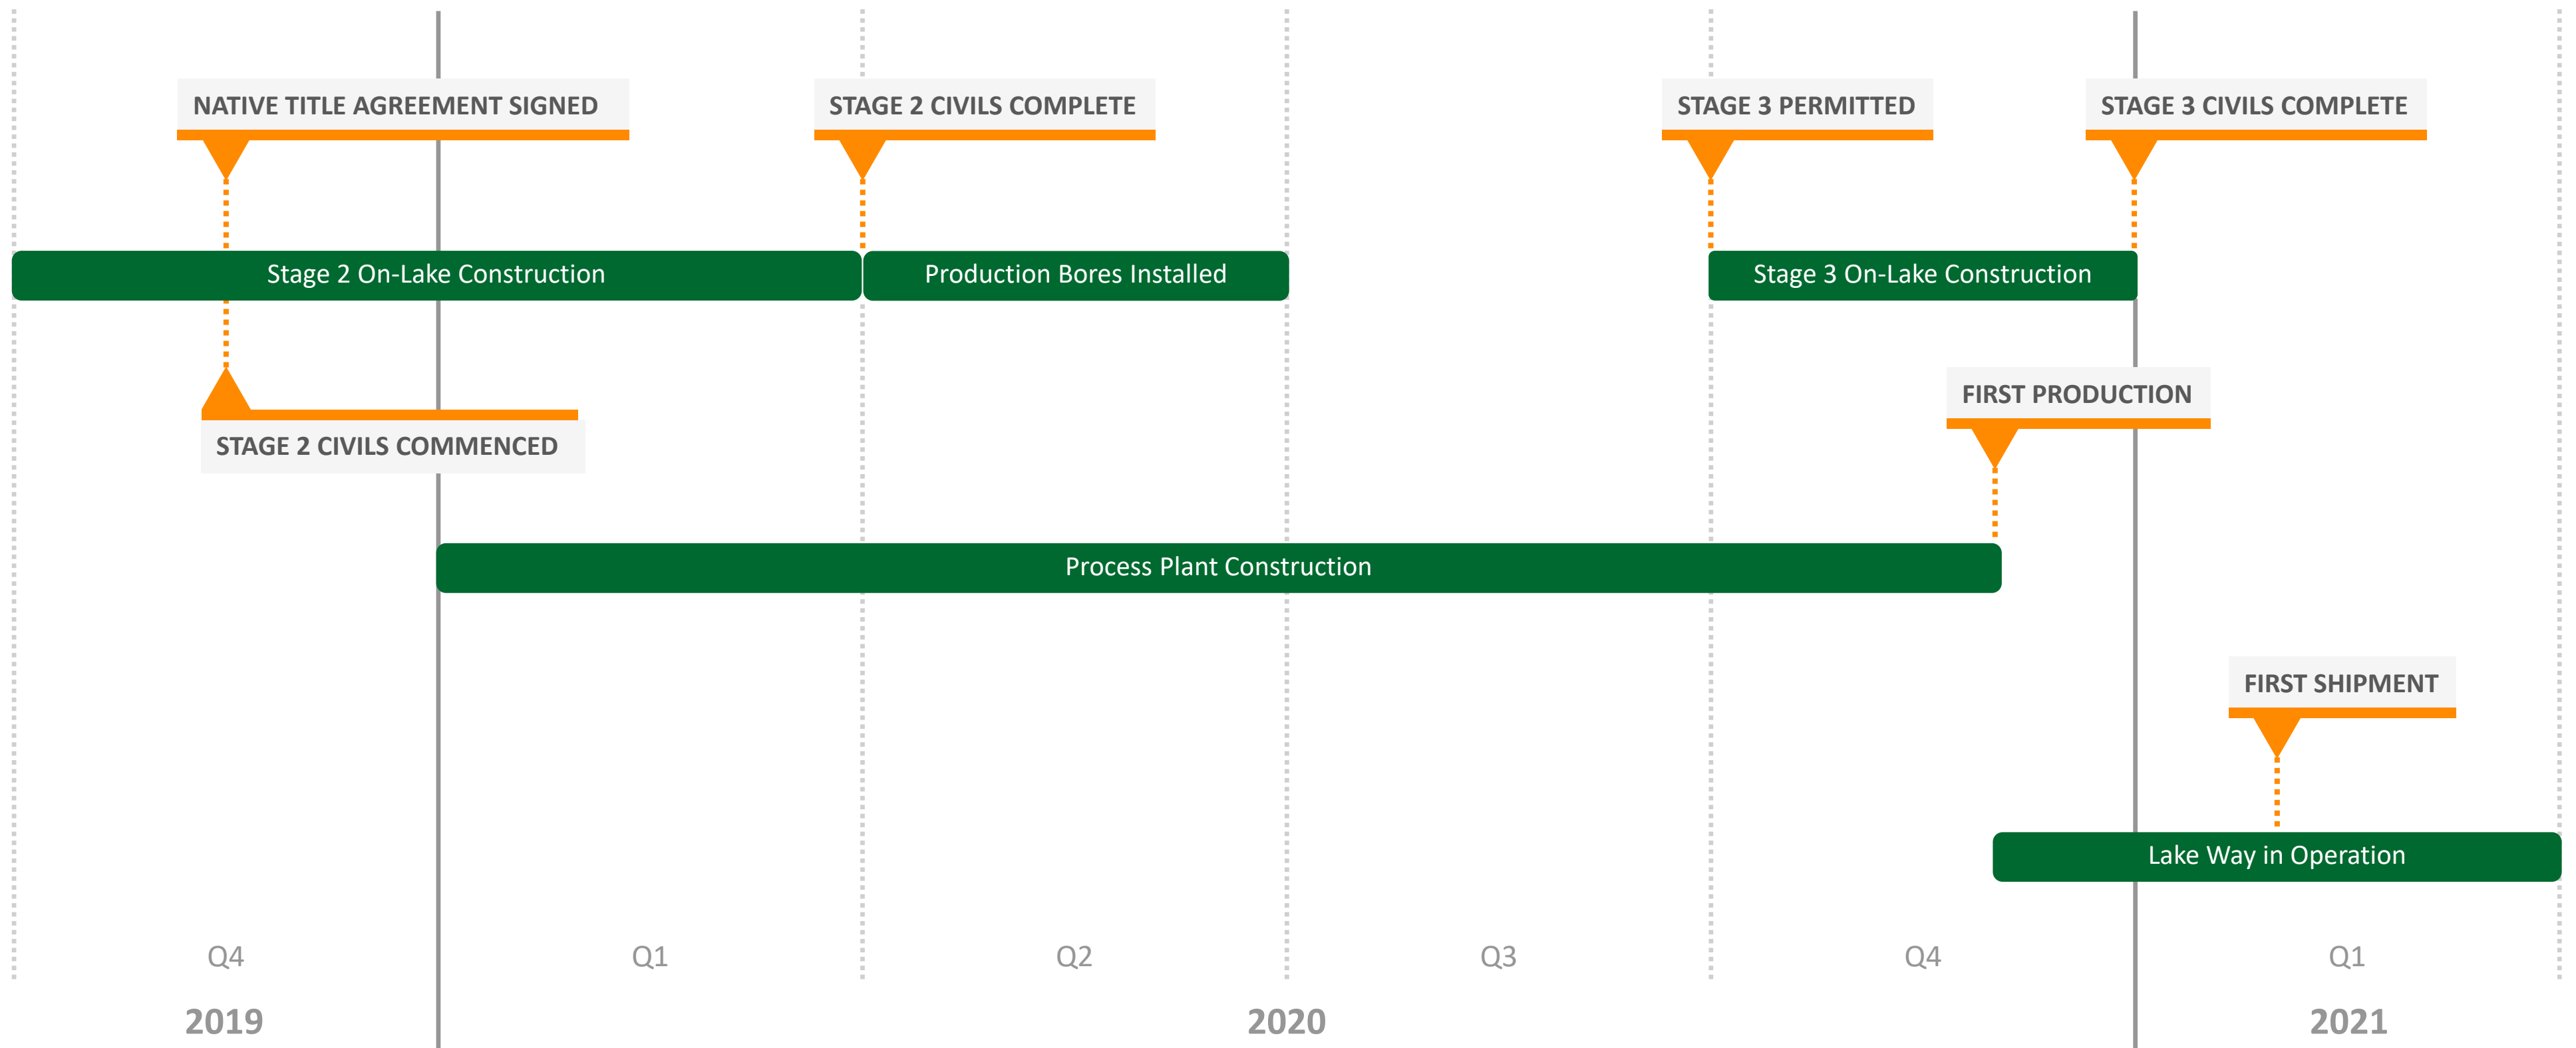 NATIVE TITLE AGREEMENT SIGNED
STAGE 2 CIVILS COMPLETE
STAGE 3 PERMITTED
STAGE 3 CIVILS COMPLETE
Stage 2 On-Lake Construction
Production Bores Installed
Stage 3 On-Lake Construction
FIRST PRODUCTION
STAGE 2 CIVILS COMMENCED
Process Plant Construction
FIRST SHIPMENT
Lake Way in Operation
Q4
Q1
Q2
Q3
Q4
Q1
2019
2020
2021